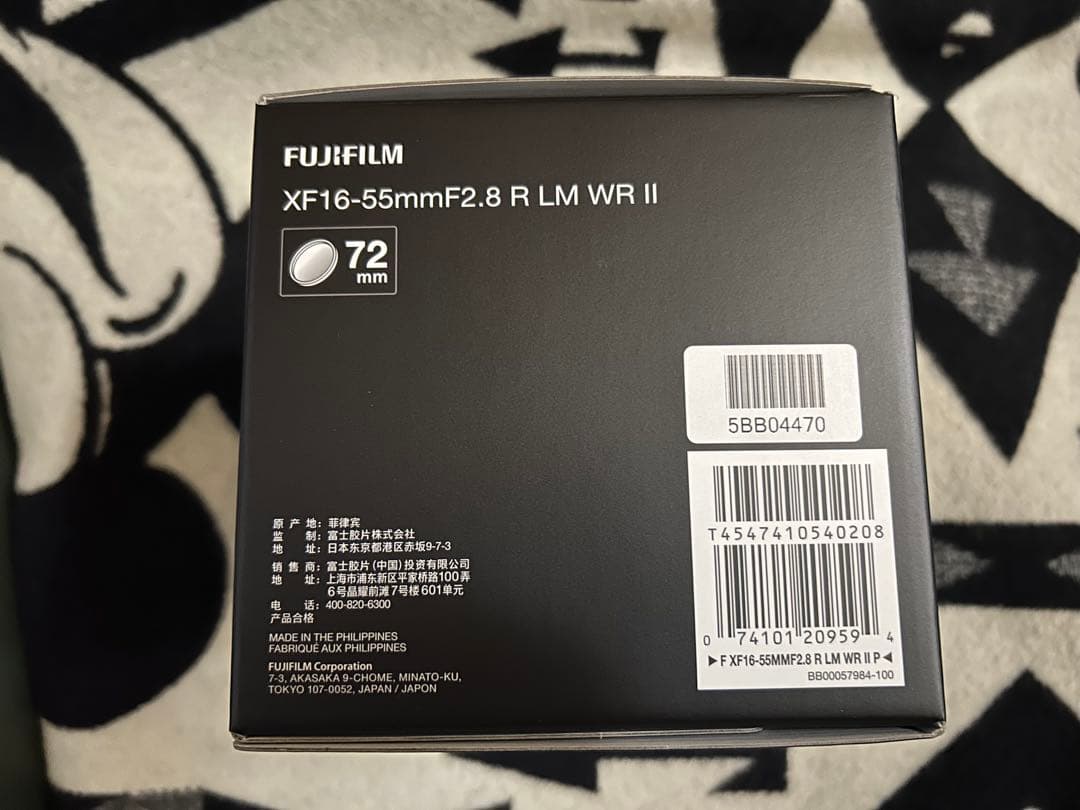 FUJIFILM
XF16-55mmF2.8 R LM WR II
72
mm
5BB04470
T4547410540208
0 74101 20959 4
▶F XF16-55MMF2.8 R LM WR II P◀
BB00057984-100
原 产 地：菲律宾
监 制：富士胶片株式会社
地 址：日本东京都港区赤坂9-7-3
销 售 商：富士胶片(中国)投资有限公司
地 址：上海市浦东新区平家桥路100弄
6号晶耀前滩7号楼601单元
电 话：400-820-6300
产品合格
MADE IN THE PHILIPPINES
FABRIQUÉ AUX PHILIPPINES
FUJIFILM Corporation
7-3, AKASAKA 9-CHOME, MINATO-KU,
TOKYO 107-0052, JAPAN / JAPON